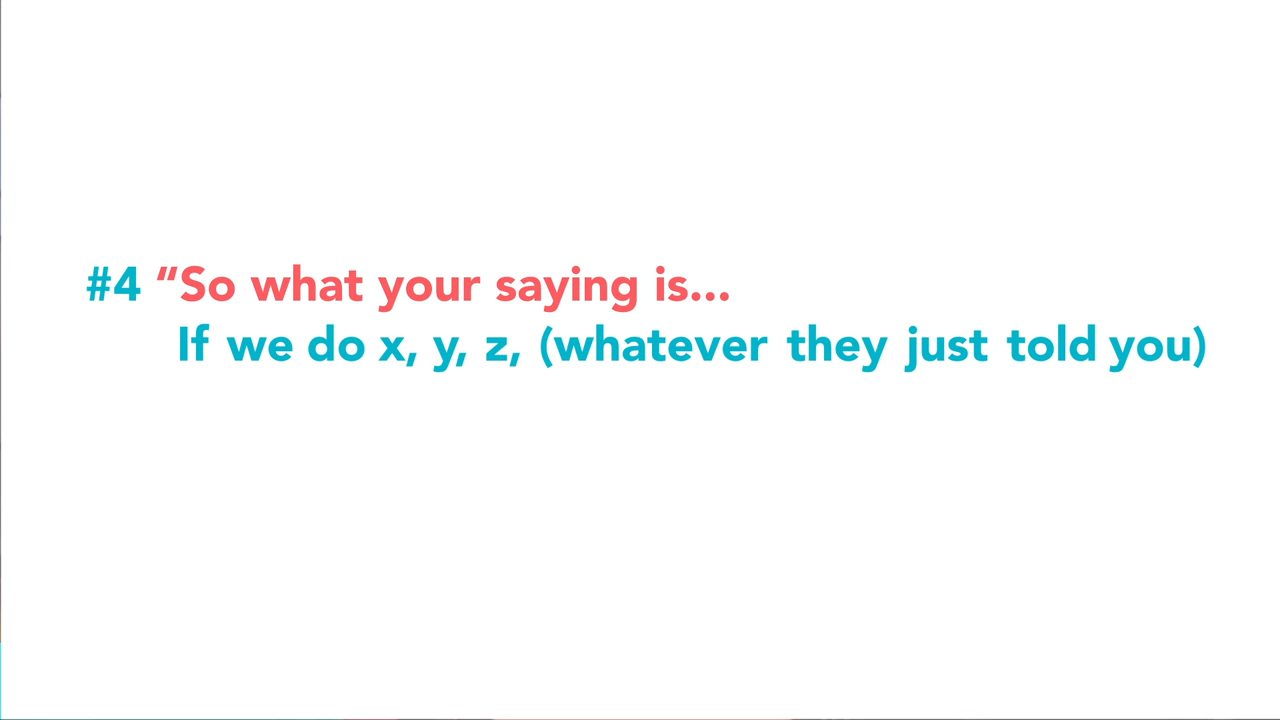 #4 “So what your saying is...
If we do x, y, z, (whatever they just told you)